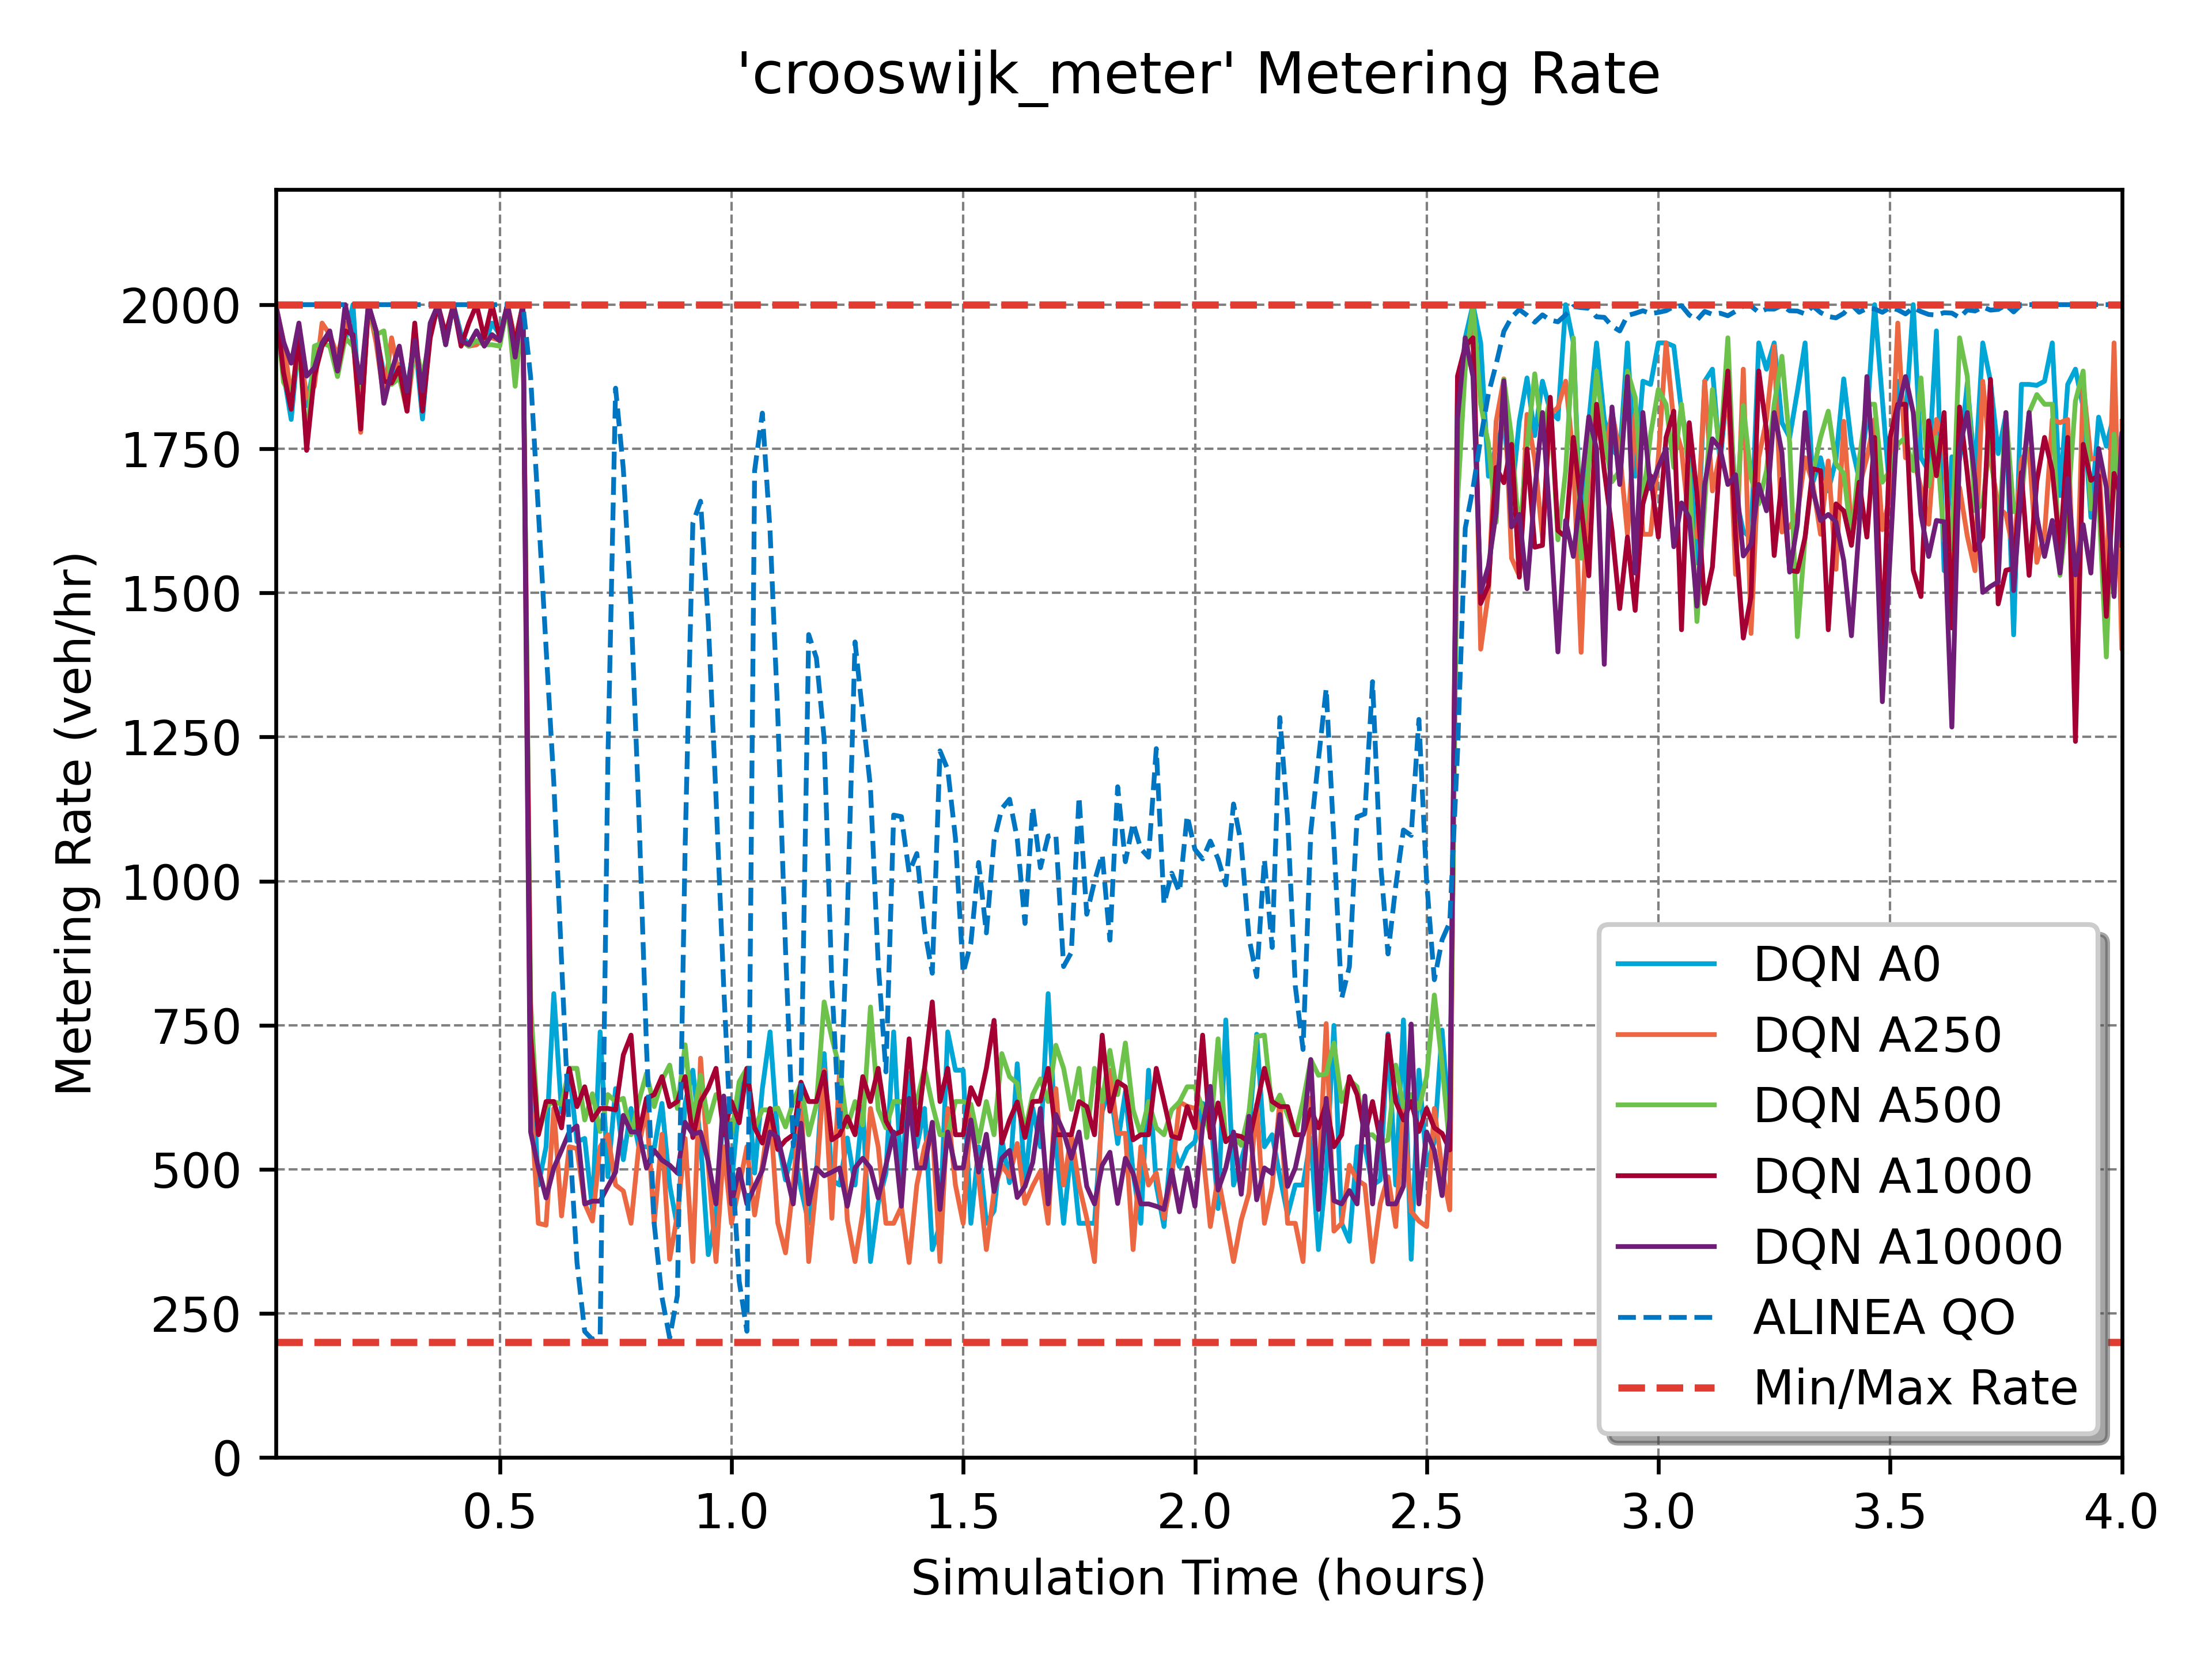 'crooswijk_meter' Metering Rate
Metering Rate (veh/hr)
2000
1750
1500
1250
1000
750
500
250
0
0.5 1.0 1.5 2.0 2.5 3.0 3.5 4.0
Simulation Time (hours)
DQN A0
DQN A250
DQN A500
DQN A1000
DQN A10000
ALINEA QO
Min/Max Rate